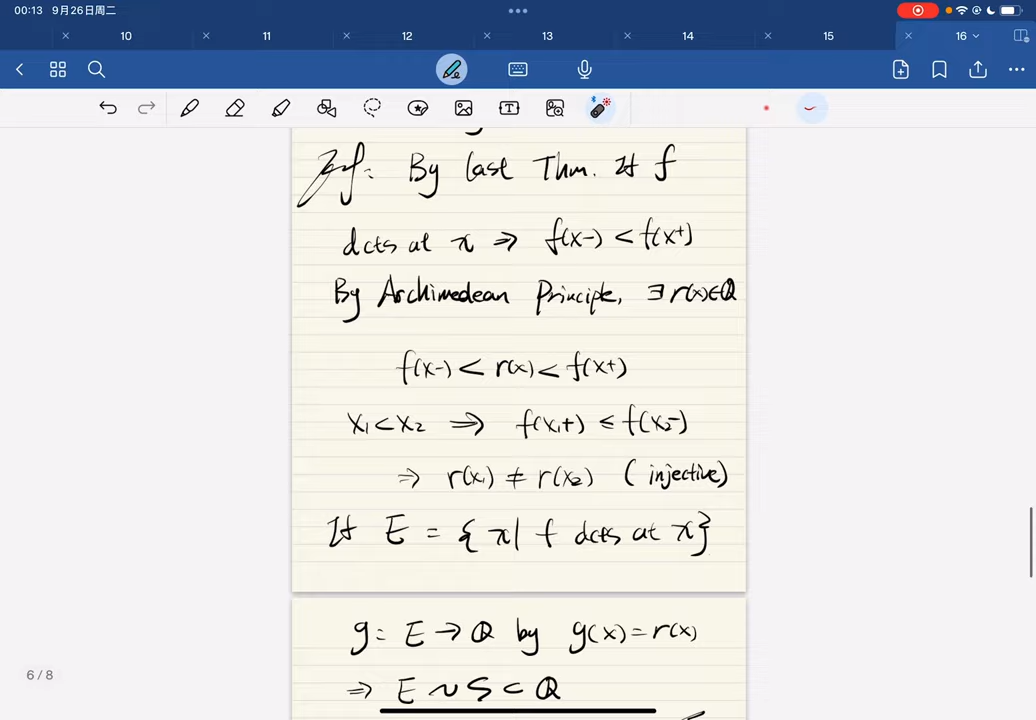 00:13 9月26日周二
10 11 12 13 14 15 16
Prf: By last Thm. If f
dcts at x ⇒ f(x-) < f(x+)
By Archimedean Principle, ∃ r(x)∈Q
f(x-) < r(x) < f(x+)
x₁<x₂ ⇒ f(x₁+) ≤ f(x₂-)
⇒ r(x₁) ≠ r(x₂) (injective)
If E = {x| f dcts at x}
g: E → Q by g(x)=r(x)
6 / 8
⇒ E ~ S ⊂ Q